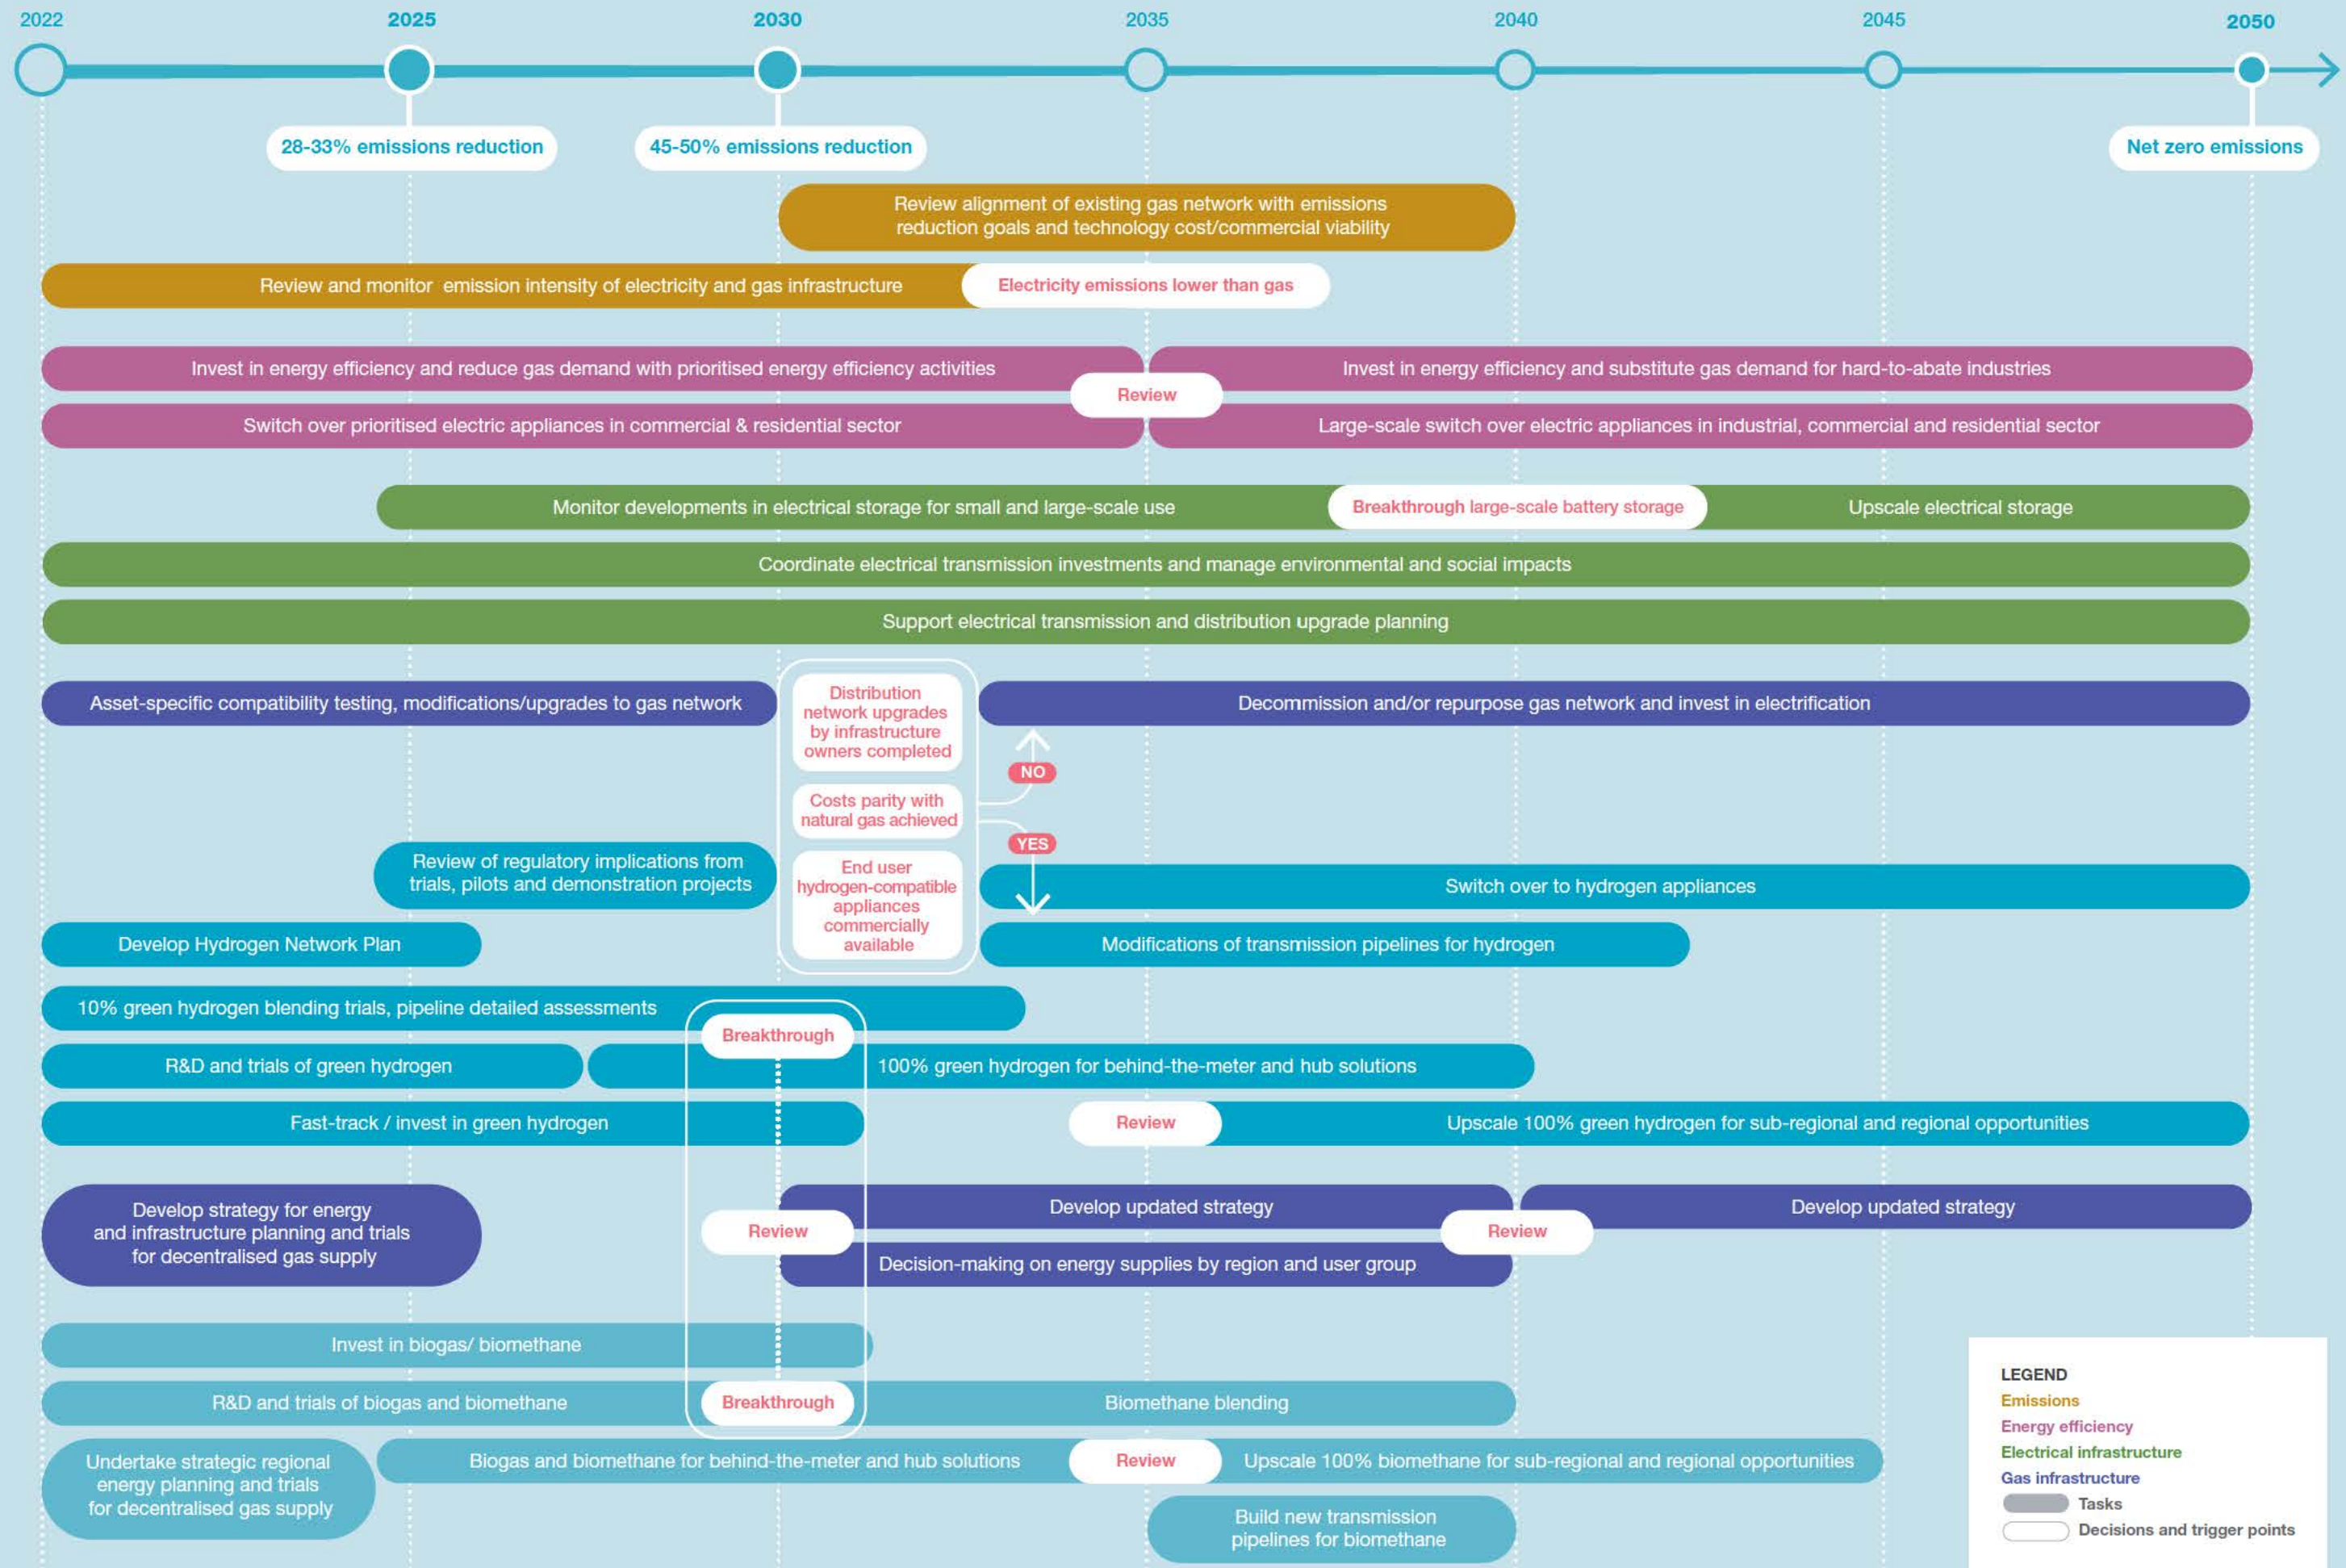 2022
2025
2030
2035
2040
2045
2050
28-33% emissions reduction
45-50% emissions reduction
Net zero emissions
Review alignment of existing gas network with emissions
reduction goals and technology cost/commercial viability
Review and monitor emission intensity of electricity and gas infrastructure
Electricity emissions lower than gas
Invest in energy efficiency and reduce gas demand with prioritised energy efficiency activities
Invest in energy efficiency and substitute gas demand for hard-to-abate industries
Review
Switch over prioritised electric appliances in commercial & residential sector
Large-scale switch over electric appliances in industrial, commercial and residential sector
Monitor developments in electrical storage for small and large-scale use
Breakthrough large-scale battery storage
Upscale electrical storage
Coordinate electrical transmission investments and manage environmental and social impacts
Support electrical transmission and distribution upgrade planning
Asset-specific compatibility testing, modifications/upgrades to gas network
Distribution
network upgrades
by infrastructure
owners completed
Decommission and/or repurpose gas network and invest in electrification
NO
Costs parity with
natural gas achieved
YES
Review of regulatory implications from
trials, pilots and demonstration projects
End user
hydrogen-compatible
appliances
commercially
available
Switch over to hydrogen appliances
Develop Hydrogen Network Plan
Modifications of transmission pipelines for hydrogen
10% green hydrogen blending trials, pipeline detailed assessments
Breakthrough
R&D and trials of green hydrogen
100% green hydrogen for behind-the-meter and hub solutions
Fast-track / invest in green hydrogen
Review
Upscale 100% green hydrogen for sub-regional and regional opportunities
Develop strategy for energy
and infrastructure planning and trials
for decentralised gas supply
Develop updated strategy
Develop updated strategy
Review
Review
Decision-making on energy supplies by region and user group
Invest in biogas/ biomethane
R&D and trials of biogas and biomethane
Breakthrough
Biomethane blending
Undertake strategic regional
energy planning and trials
for decentralised gas supply
Biogas and biomethane for behind-the-meter and hub solutions
Review
Upscale 100% biomethane for sub-regional and regional opportunities
Build new transmission
pipelines for biomethane
LEGEND
Emissions
Energy efficiency
Electrical infrastructure
Gas infrastructure
Tasks
Decisions and trigger points